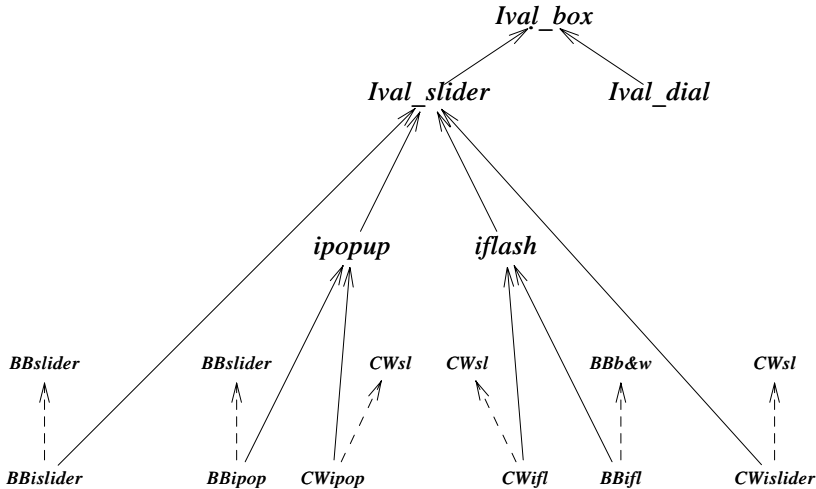 Ival_box
Ival_slider Ival_dial
ipopup iflash
BBslider BBslider CWsl CWsl BBb&w CWsl
BBislider BBipop CWipop CWifl BBifl CWislider